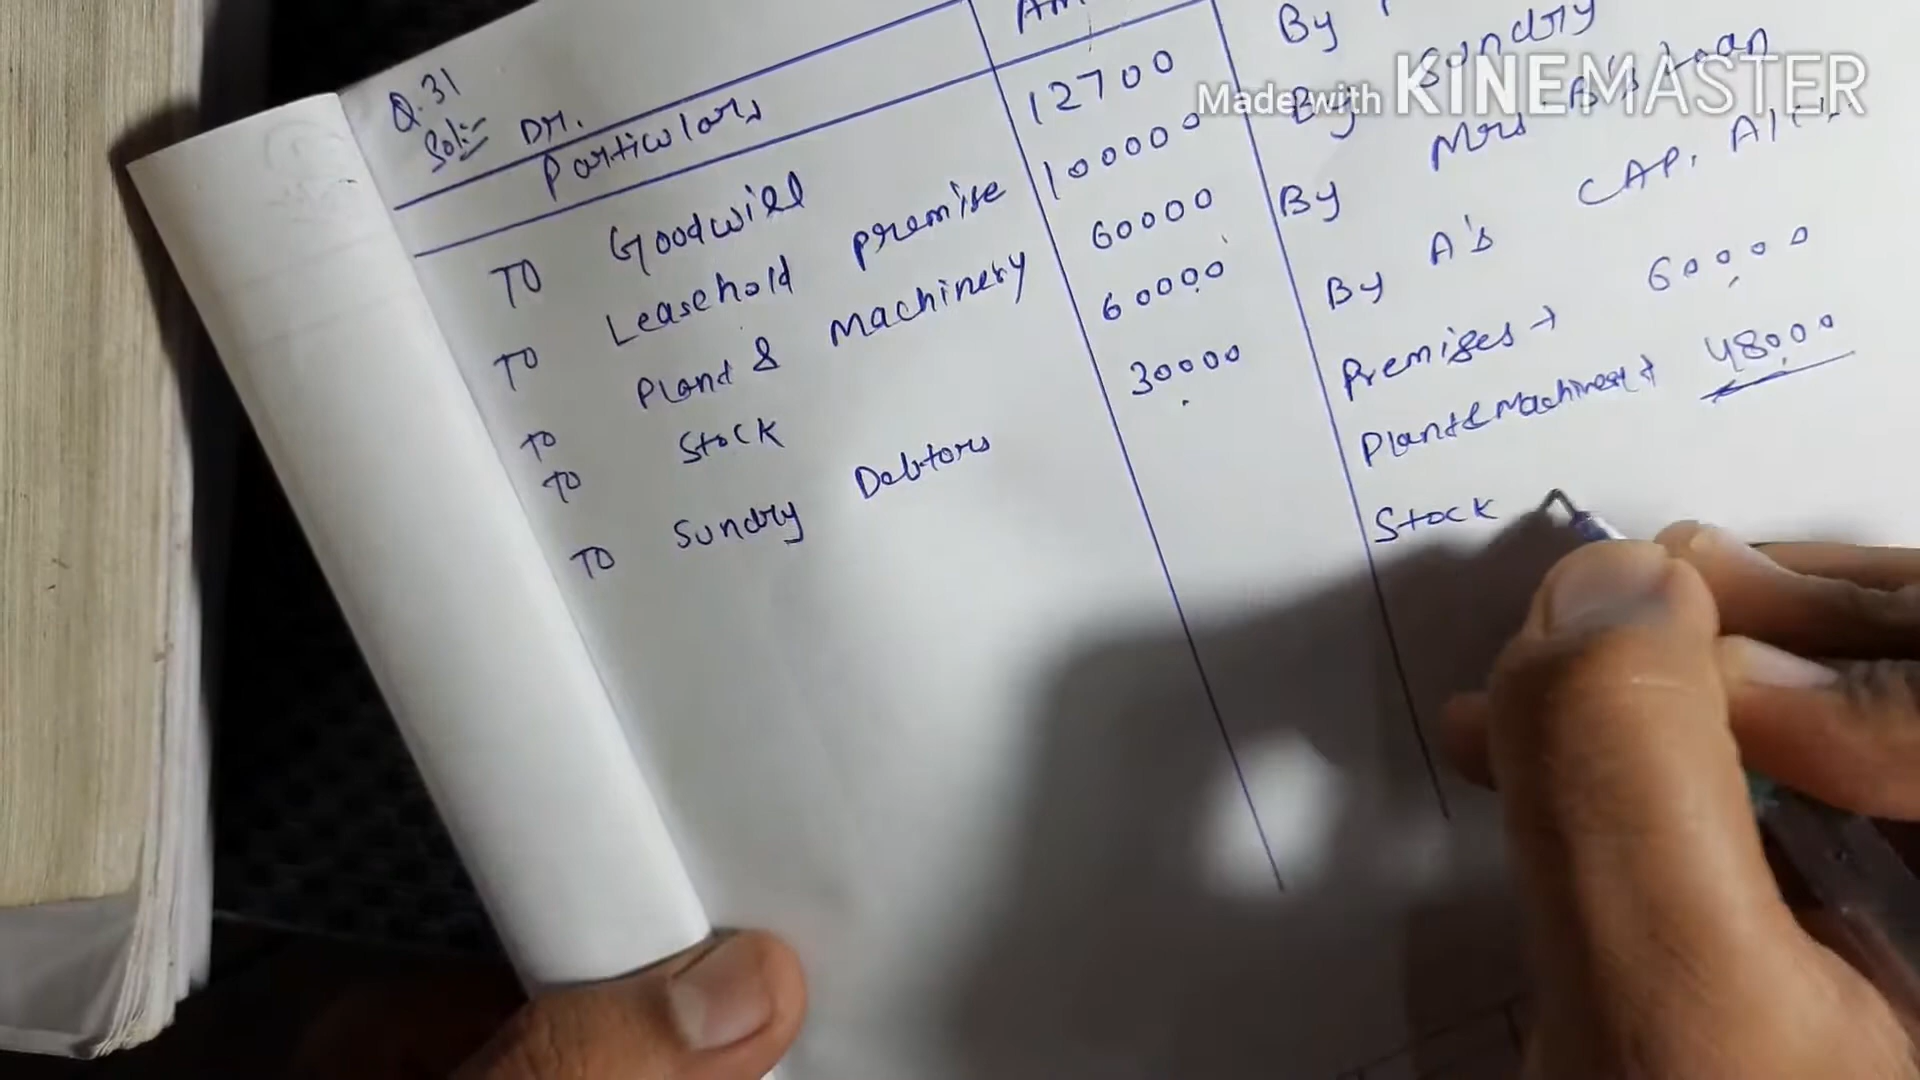 Q.31
Sol:- Dr.
Particulars
TO Goodwill 12700
TO Leasehold premise 100000
TO Plant & Machinery 60000
TO Stock 60000
TO Sundry Debtors 30000
By
By Sundry
By Mrs. B's Loan
By A's CAP. A/C:-
Premises → 60000
Plant & Machinery → 48000
Stock
Made with KINEMASTER